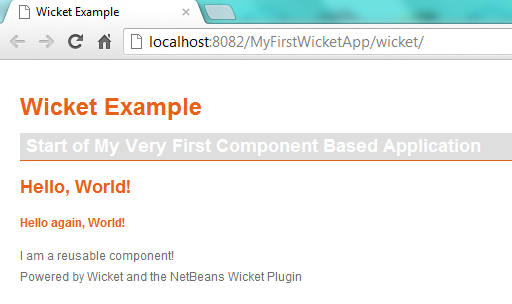 Wicket Example
localhost:8082/MyFirstWicketApp/wicket/
Wicket Example
Start of My Very First Component Based Application
Hello, World!
Hello again, World!
I am a reusable component!
Powered by Wicket and the NetBeans Wicket Plugin